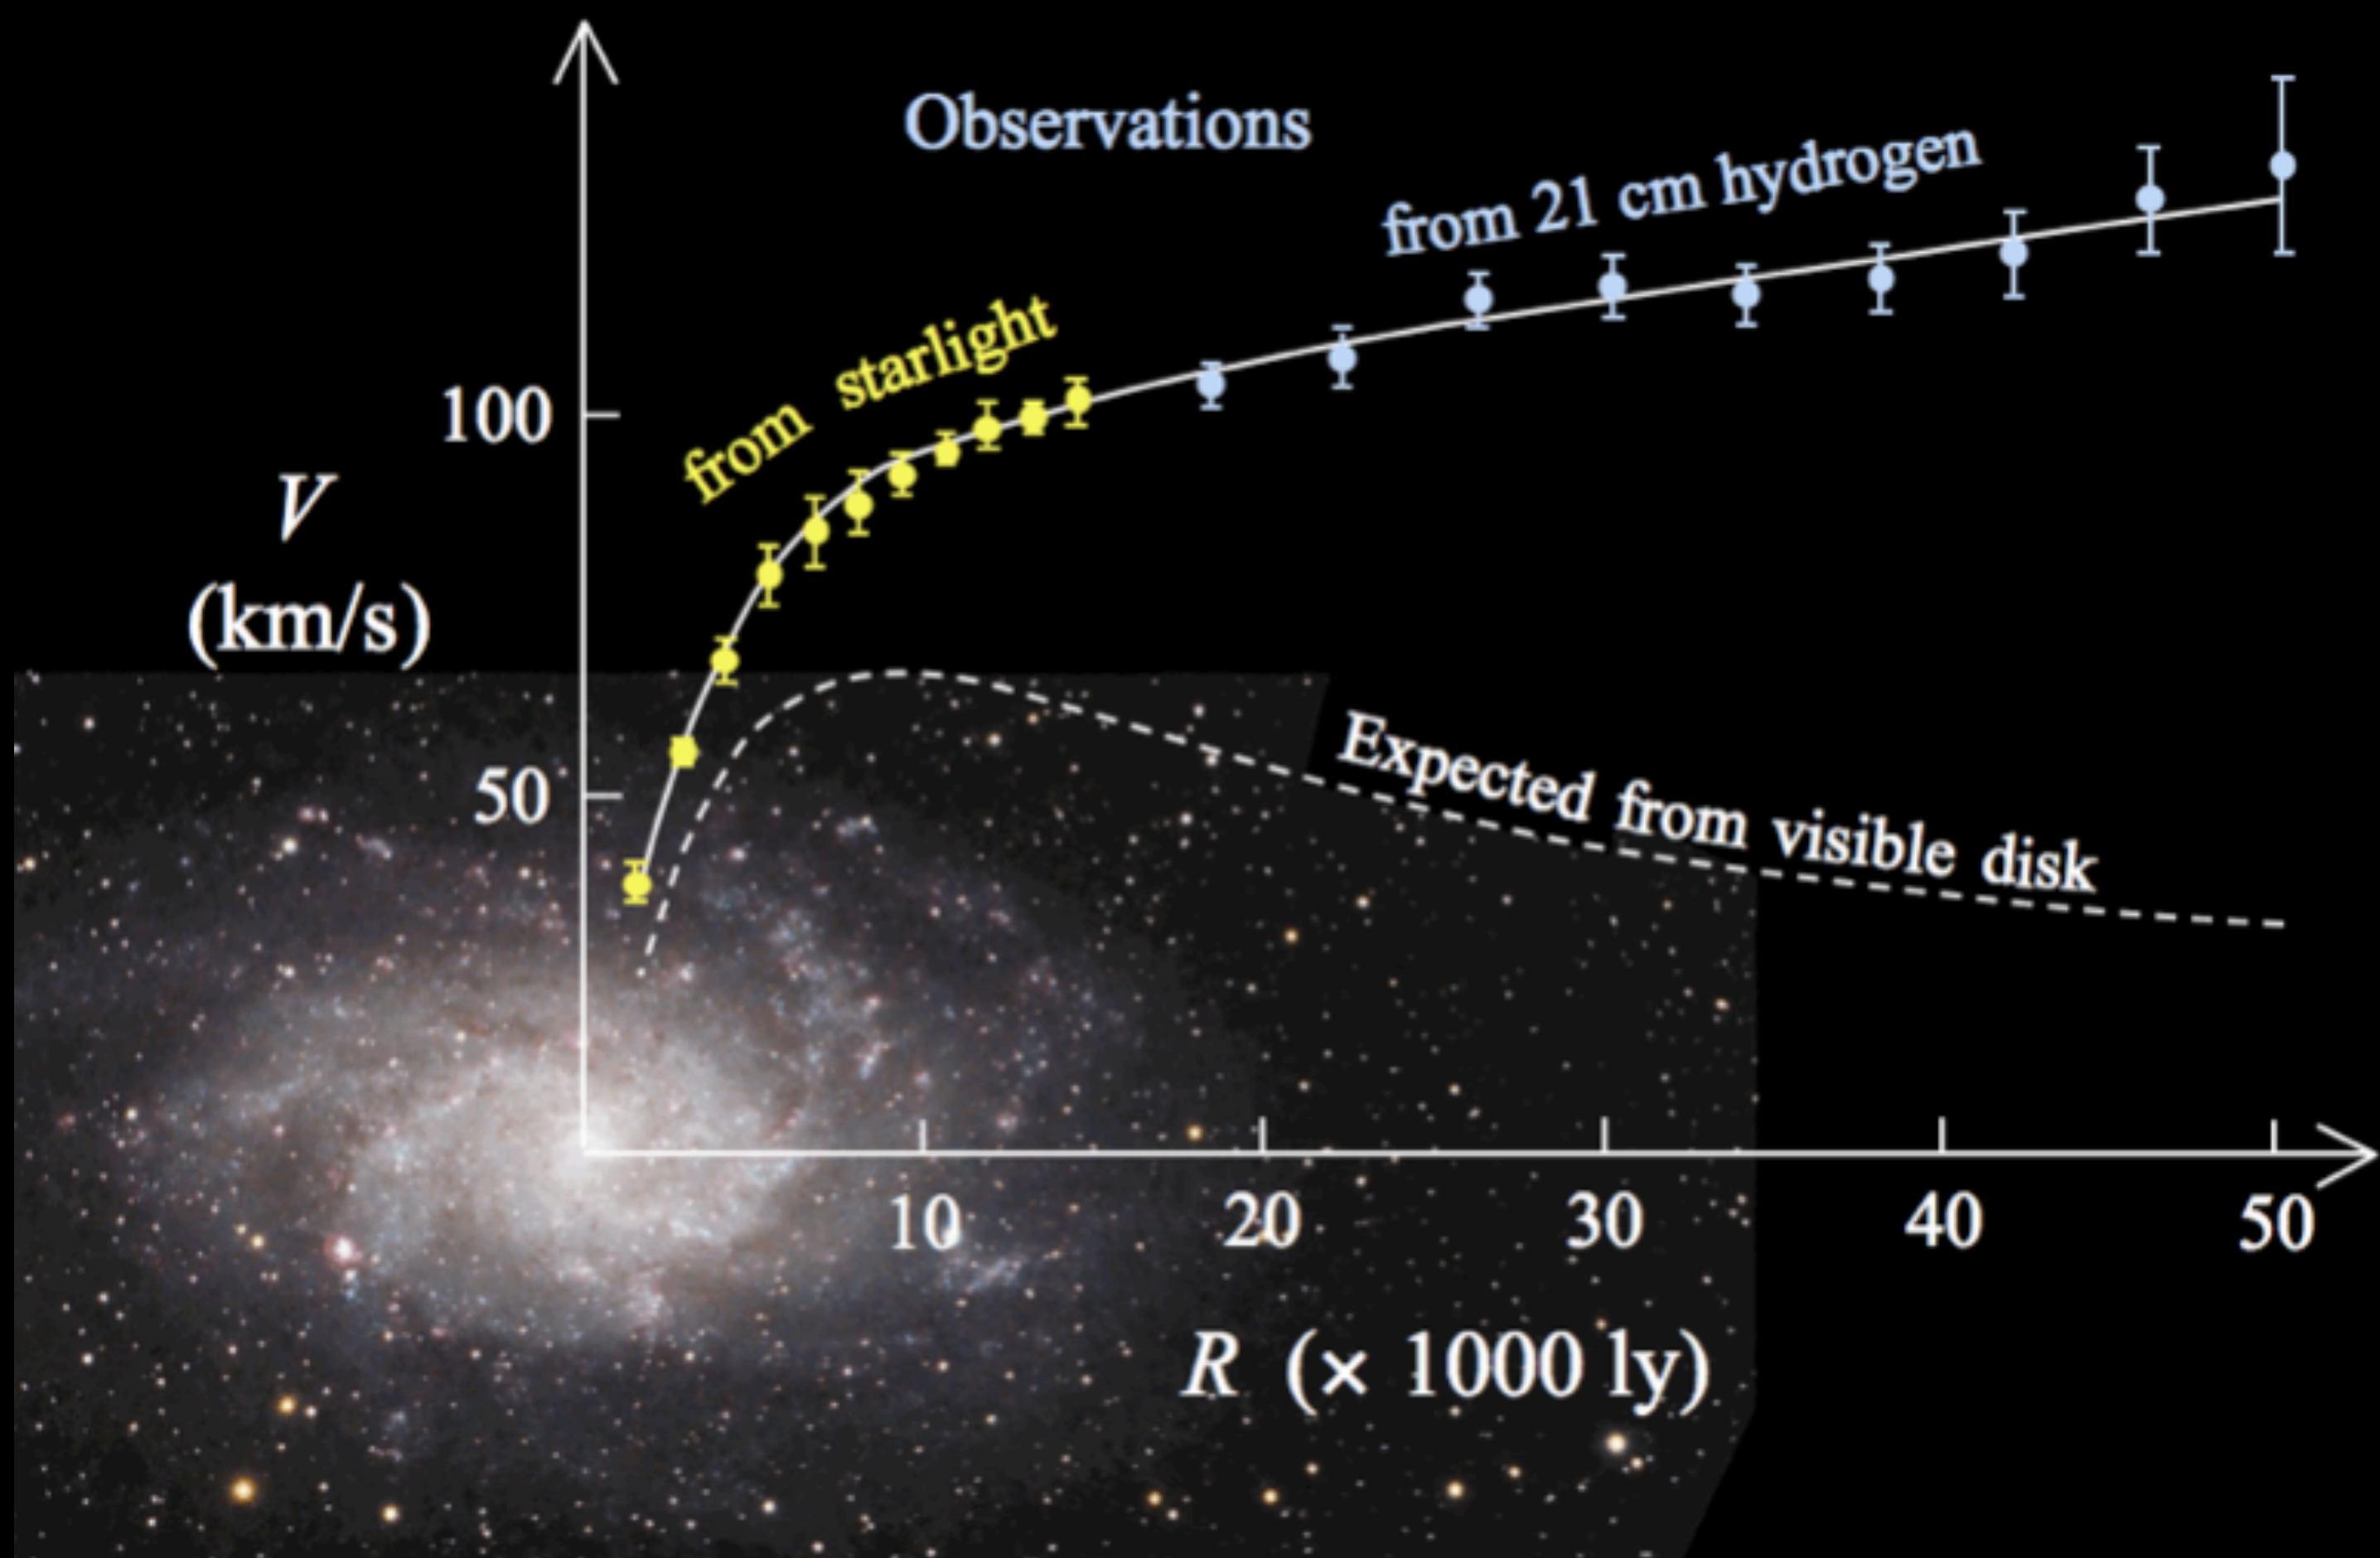 Observations
from 21 cm hydrogen
from starlight
100
V
(km/s)
50
Expected from visible disk
10 20 30 40 50
R (× 1000 ly)